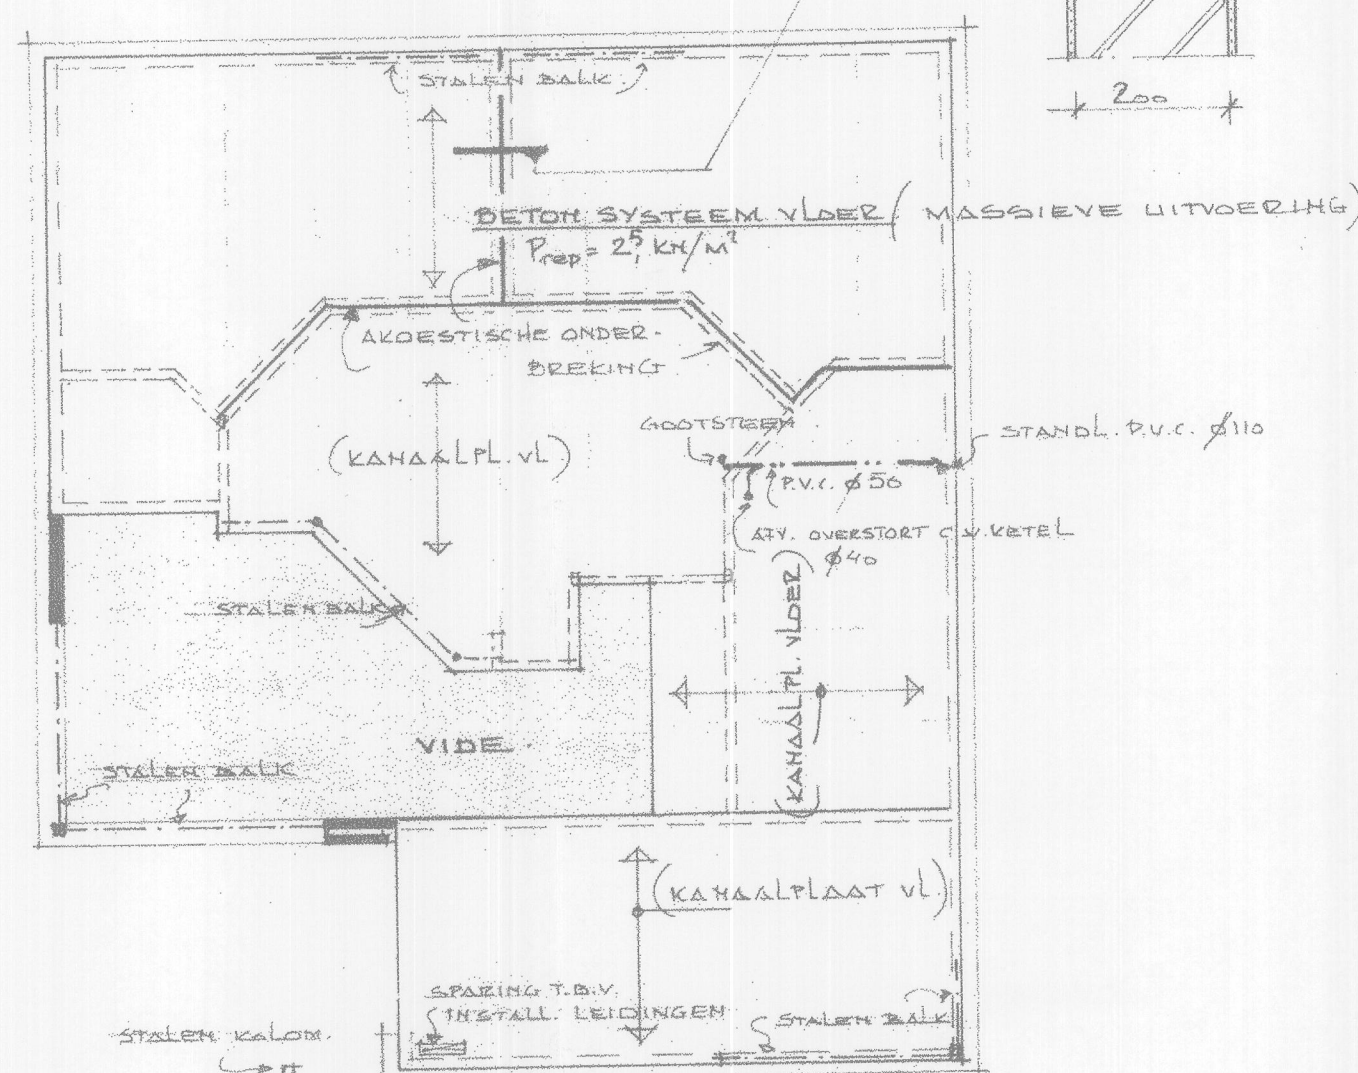 200
STALEN BALK.
BETON SYSTEEM VLOER (MASSIEVE UITVOERING)
Prep = 2,5 KN/M²
AKOESTISCHE ONDER-
BREKING
GOOTSTEEN
STANDL. P.V.C. Ø110
(KANAALPL. VL)
P.V.C. Ø50
AFV. OVERSTORT C.V. KETEL
Ø40
STALEN BALK
(KANAALPL. VLOER)
VIDE.
STALEN BALK
(KANAALPLAAT VL.)
SPARING T.B.V.
INSTALL. LEIDINGEN
STALEN BALK
STALEN KOLOM.